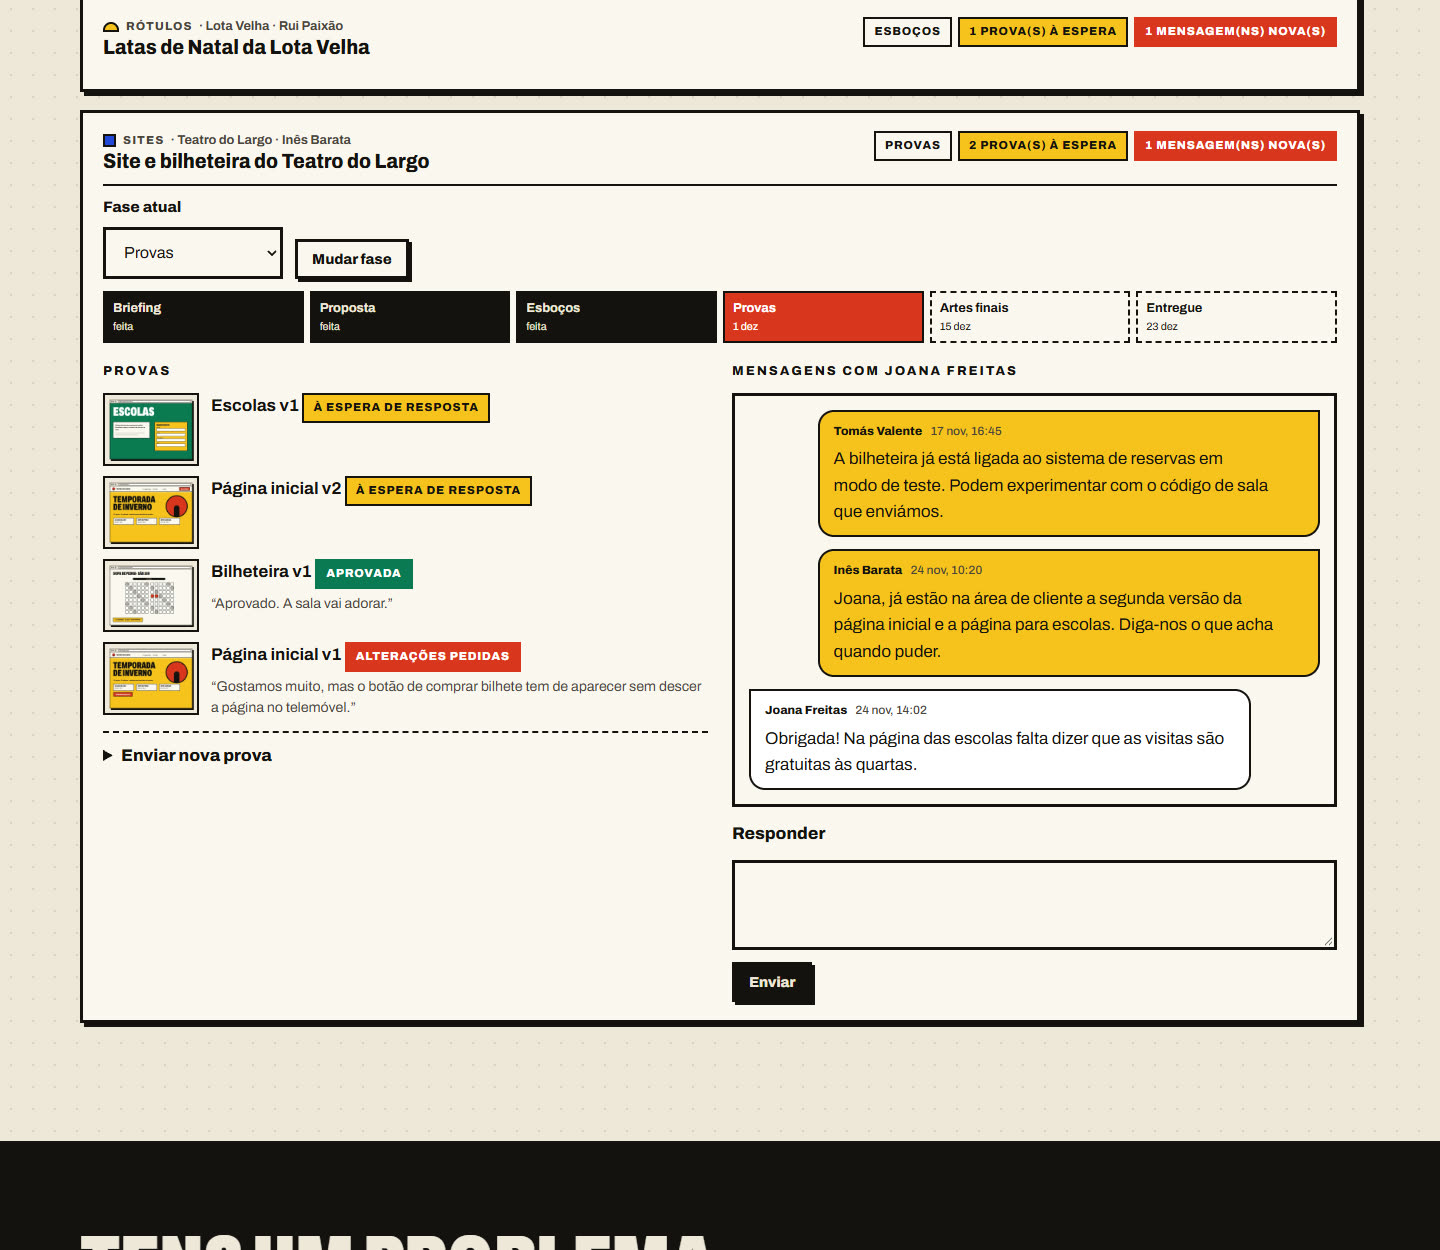 RÓTULOS · Lota Velha · Rui Paixão
Latas de Natal da Lota Velha
ESBOÇOS
1 PROVA(S) À ESPERA
1 MENSAGEM(NS) NOVA(S)
SITES · Teatro do Largo · Inês Barata
Site e bilheteira do Teatro do Largo
PROVAS
2 PROVA(S) À ESPERA
1 MENSAGEM(NS) NOVA(S)
Fase atual
Provas
Mudar fase
Briefing
feita
Proposta
feita
Esboços
feita
Provas
1 dez
Artes finais
15 dez
Entregue
23 dez
PROVAS
ESCOLAS
Escolas v1 À ESPERA DE RESPOSTA
TEMPORADA
DE INVERNO
Página inicial v2 À ESPERA DE RESPOSTA
Bilheteira v1 APROVADA
“Aprovado. A sala vai adorar.”
TEMPORADA
DE INVERNO
Página inicial v1 ALTERAÇÕES PEDIDAS
“Gostamos muito, mas o botão de comprar bilhete tem de aparecer sem descer
a página no telemóvel.”
Enviar nova prova
MENSAGENS COM JOANA FREITAS
Tomás Valente 17 nov, 16:45
A bilheteira já está ligada ao sistema de reservas em
modo de teste. Podem experimentar com o código de sala
que enviámos.
Inês Barata 24 nov, 10:20
Joana, já estão na área de cliente a segunda versão da
página inicial e a página para escolas. Diga-nos o que acha
quando puder.
Joana Freitas 24 nov, 14:02
Obrigada! Na página das escolas falta dizer que as visitas são
gratuitas às quartas.
Responder
Enviar
TENS UM PROBLEMA